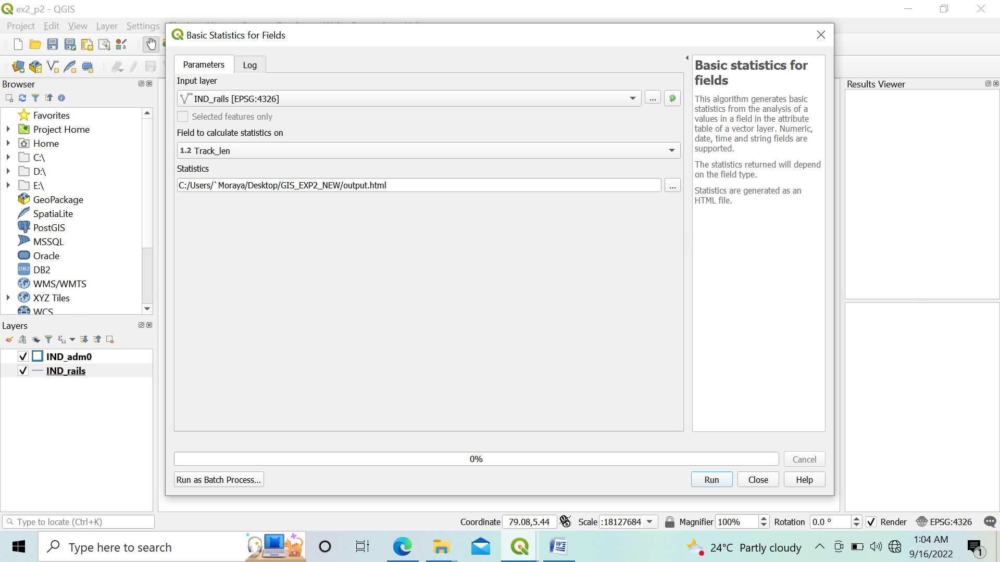 ex2_p2 - QGIS
Project Edit View Layer Settings
Basic Statistics for Fields
Parameters Log
Input layer
IND_rails [EPSG:4326]
...
Selected features only
Field to calculate statistics on
1.2 Track_len
Statistics
C:/Users/`Moraya/Desktop/GIS_EXP2_NEW/output.html
...
Basic statistics for
fields
This algorithm generates basic
statistics from the analysis of a
values in a field in the attribute
table of a vector layer. Numeric,
date, time and string fields are
supported.
The statistics returned will depend
on the field type.
Statistics are generated as an
HTML file.
0%
Cancel
Run as Batch Process...
Run
Close
Help
Browser
Favorites
Project Home
Home
C:\
D:\
E:\
GeoPackage
SpatiaLite
PostGIS
MSSQL
Oracle
DB2 DB2
WMS/WMTS
XYZ Tiles
WCS
Layers
IND_adm0
IND_rails
Results Viewer
Type to locate (Ctrl+K)
Coordinate 79.08,5.44 Scale :18127684 Magnifier 100% Rotation 0.0 ° Render EPSG:4326
Type here to search
24°C Partly cloudy
1:04 AM
9/16/2022
1